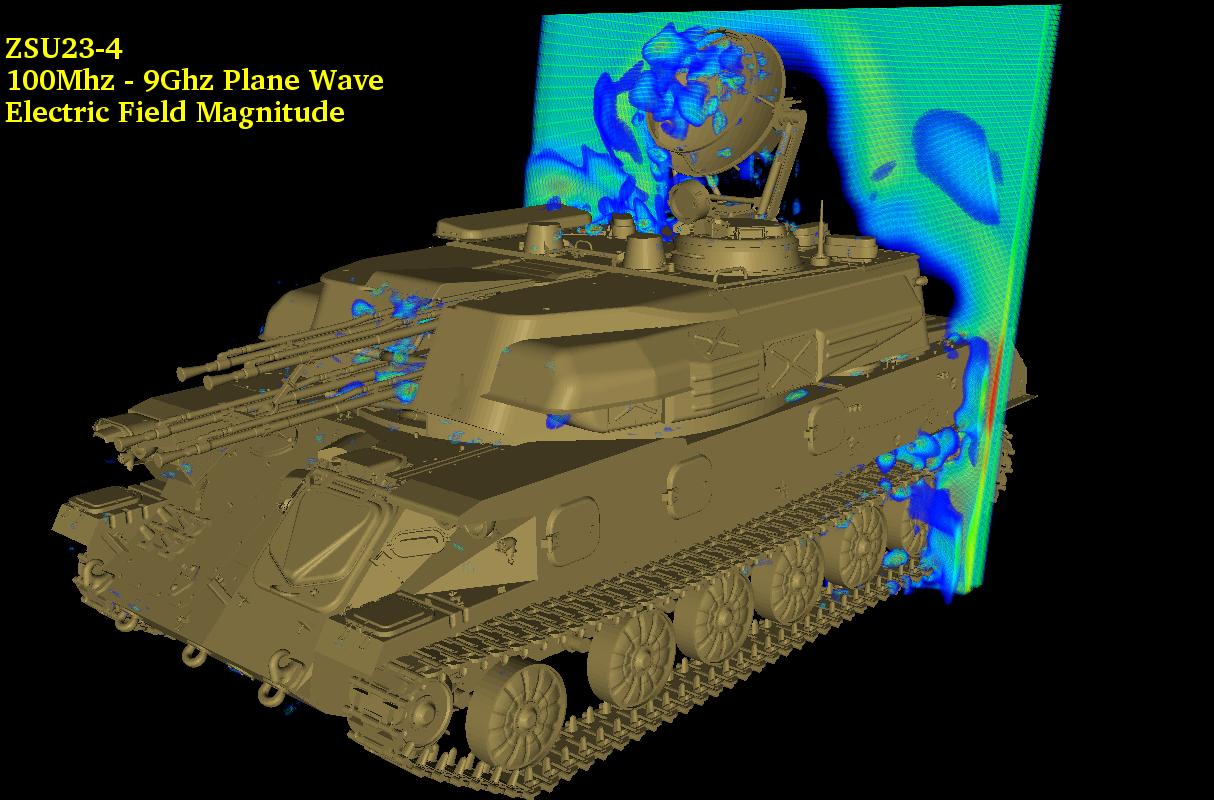 ZSU23-4
100Mhz - 9Ghz Plane Wave
Electric Field Magnitude